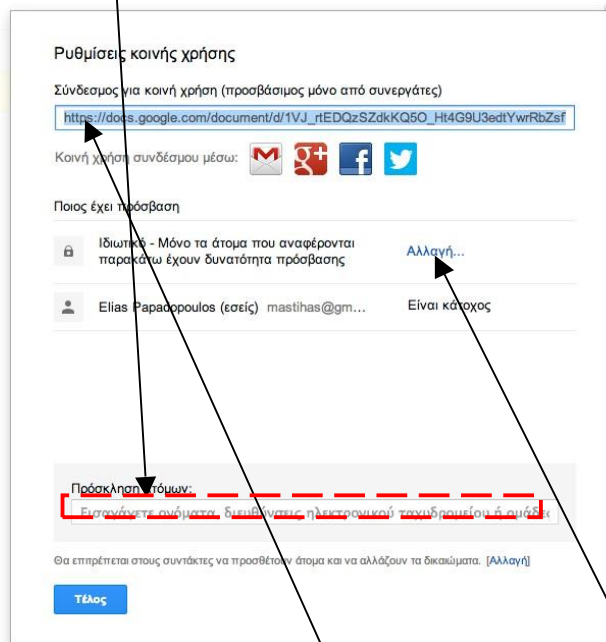 Ρυθμίσεις κοινής χρήσης
Σύνδεσμος για κοινή χρήση (προσβάσιμος μόνο από συνεργάτες)
https://docs.google.com/document/d/1VJ_rtEDQzSZdkKQ5O_Ht4G9U3edtYwrRbZsf
Κοινή χρήση συνδέσμου μέσω:
Ποιος έχει πρόσβαση
Ιδιωτικό - Μόνο τα άτομα που αναφέρονται
παρακάτω έχουν δυνατότητα πρόσβασης
Αλλαγή...
Elias Papadopoulos (εσείς) mastihas@gm... Είναι κάτοχος
Πρόσκληση ατόμων:
Εισαγάγετε ονόματα, διευθύνσεις ηλεκτρονικού ταχυδρομείου ή ομάδες
Θα επιτρέπεται στους συντάκτες να προσθέτουν άτομα και να αλλάζουν τα δικαιώματα. [Αλλαγή]
Τέλος